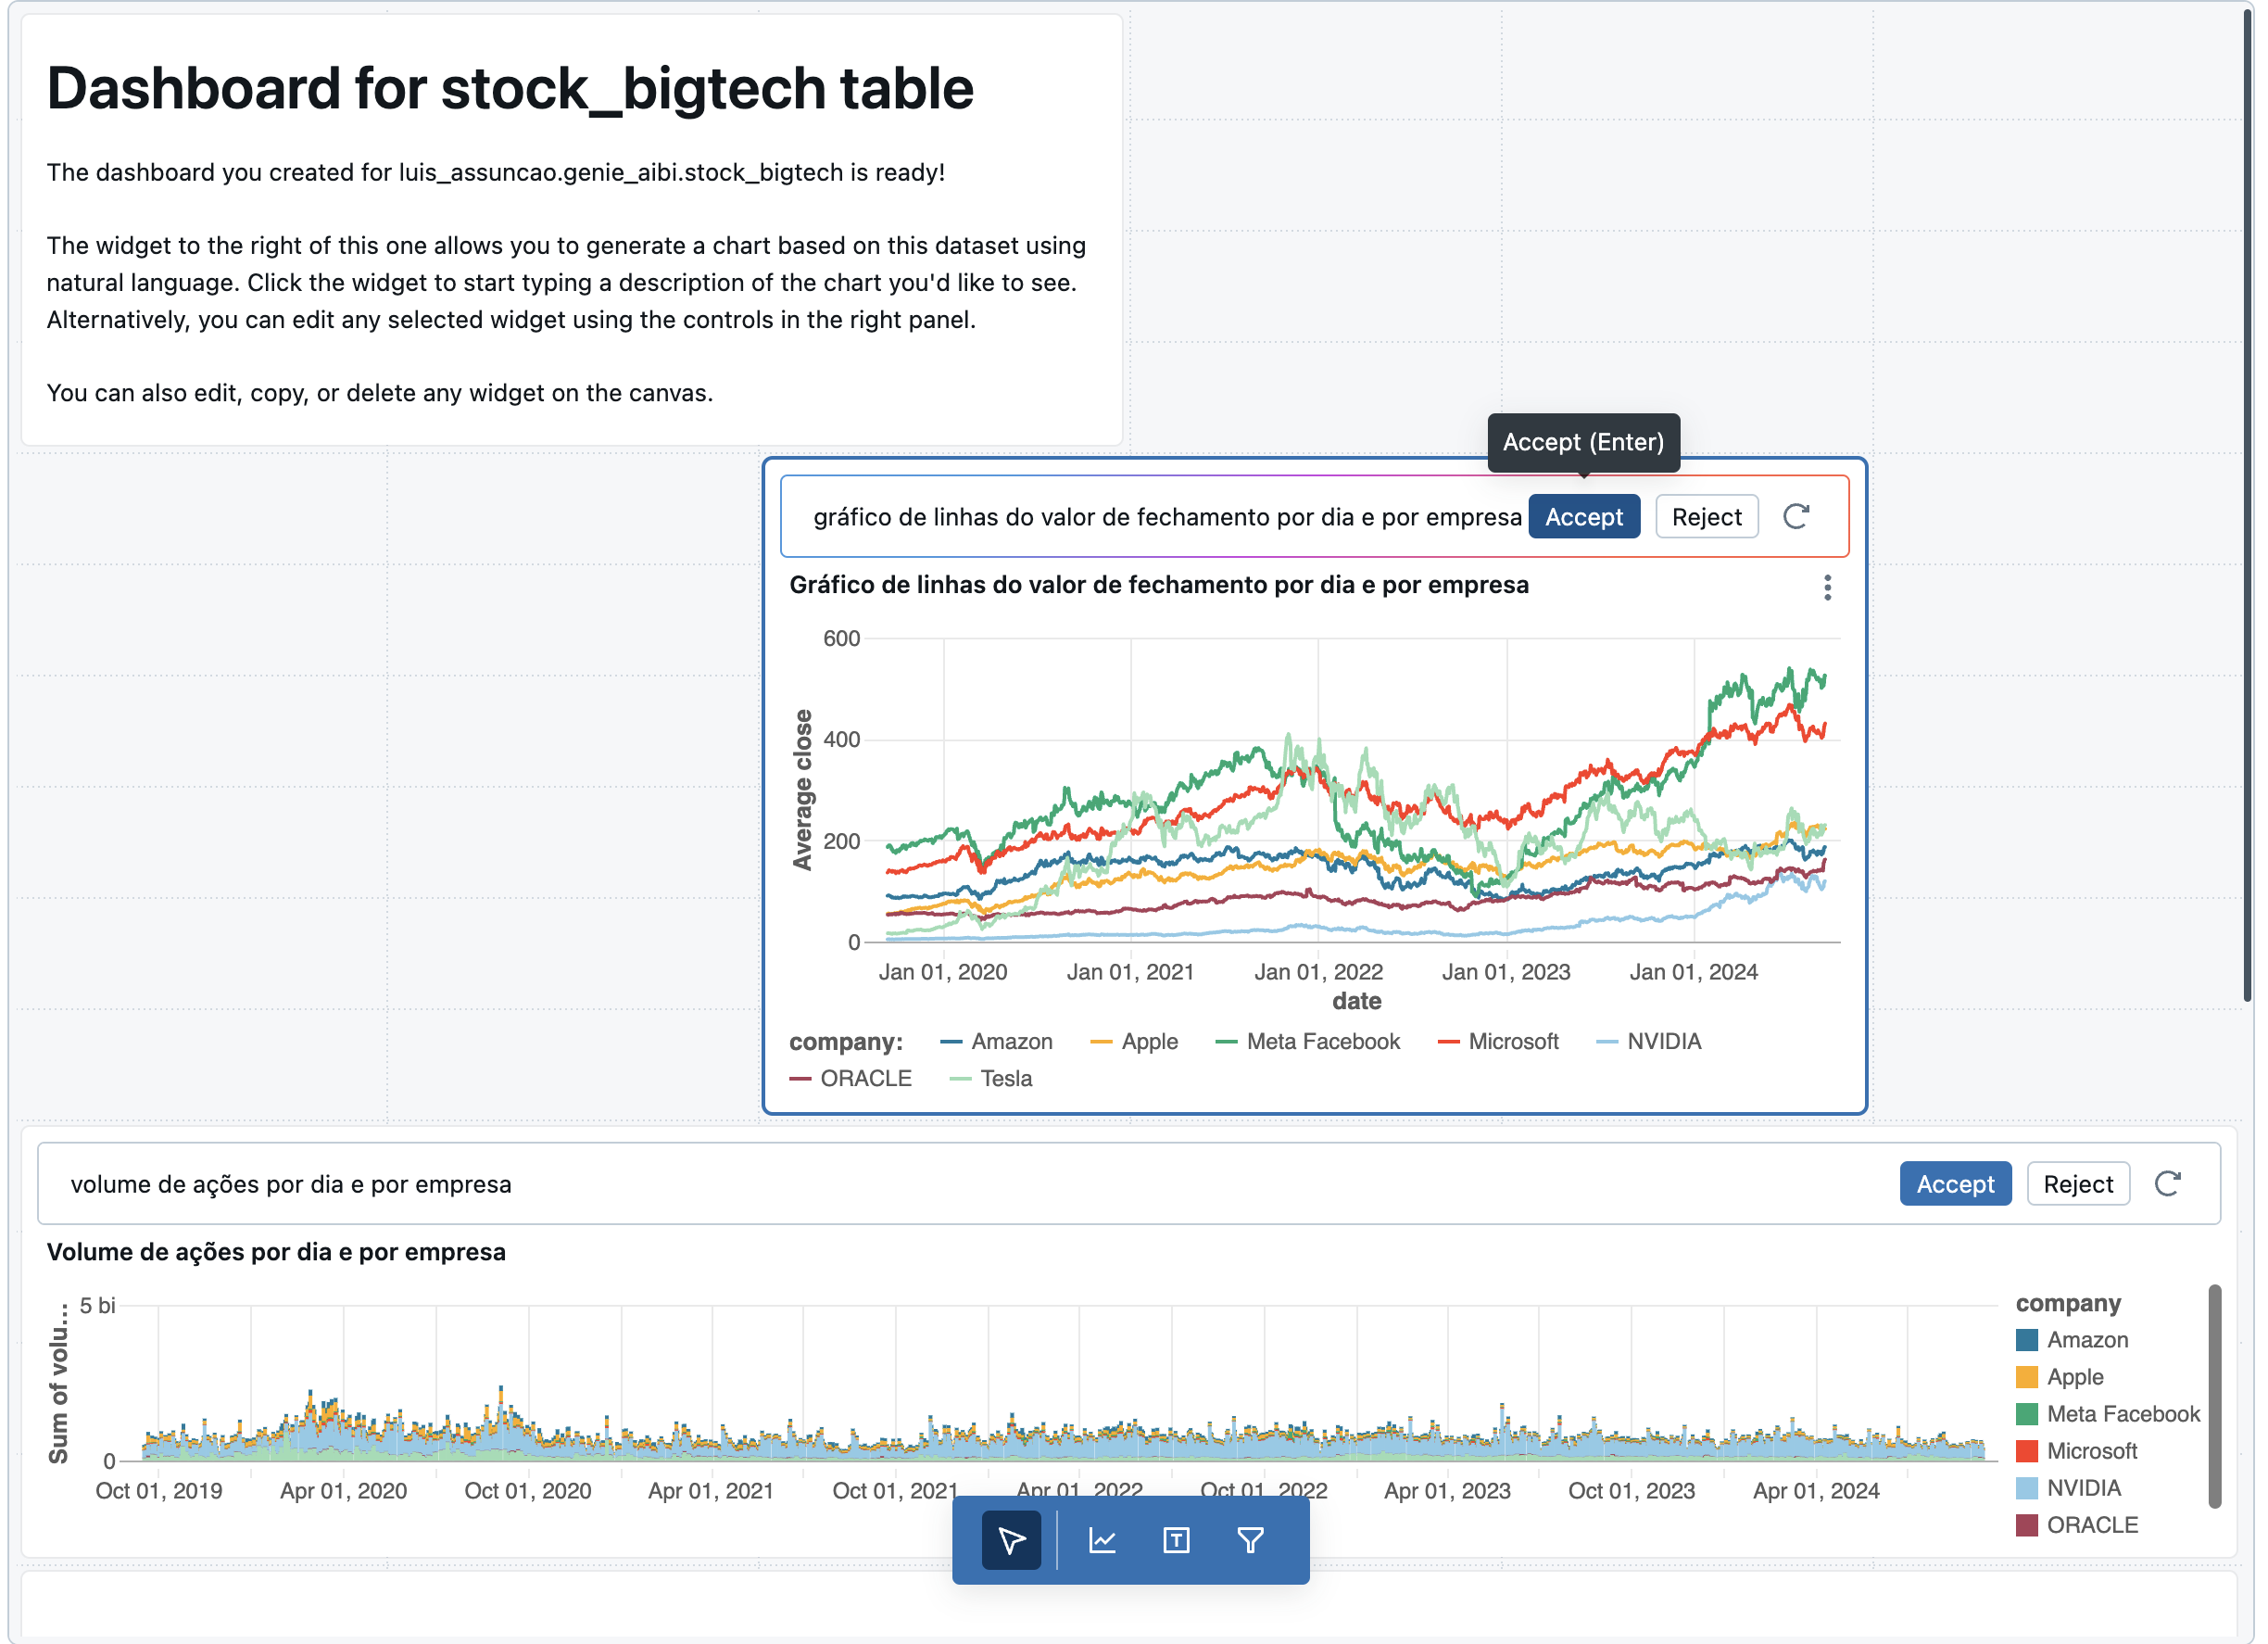 Dashboard for stock_bigtech table
The dashboard you created for luis_assuncao.genie_aibi.stock_bigtech is ready!
The widget to the right of this one allows you to generate a chart based on this dataset using
natural language. Click the widget to start typing a description of the chart you'd like to see.
Alternatively, you can edit any selected widget using the controls in the right panel.
You can also edit, copy, or delete any widget on the canvas.
Accept (Enter)
gráfico de linhas do valor de fechamento por dia e por empresa Accept Reject
Gráfico de linhas do valor de fechamento por dia e por empresa
Average close
600
400
200
0
Jan 01, 2020 Jan 01, 2021 Jan 01, 2022 Jan 01, 2023 Jan 01, 2024
date
company: Amazon Apple Meta Facebook Microsoft NVIDIA
ORACLE Tesla
volume de ações por dia e por empresa Accept Reject
Volume de ações por dia e por empresa
Sum of volu...
5 bi
0
Oct 01, 2019 Apr 01, 2020 Oct 01, 2020 Apr 01, 2021 Oct 01, 2021 Apr 01, 2022 Oct 01, 2022 Apr 01, 2023 Oct 01, 2023 Apr 01, 2024
company
Amazon
Apple
Meta Facebook
Microsoft
NVIDIA
ORACLE